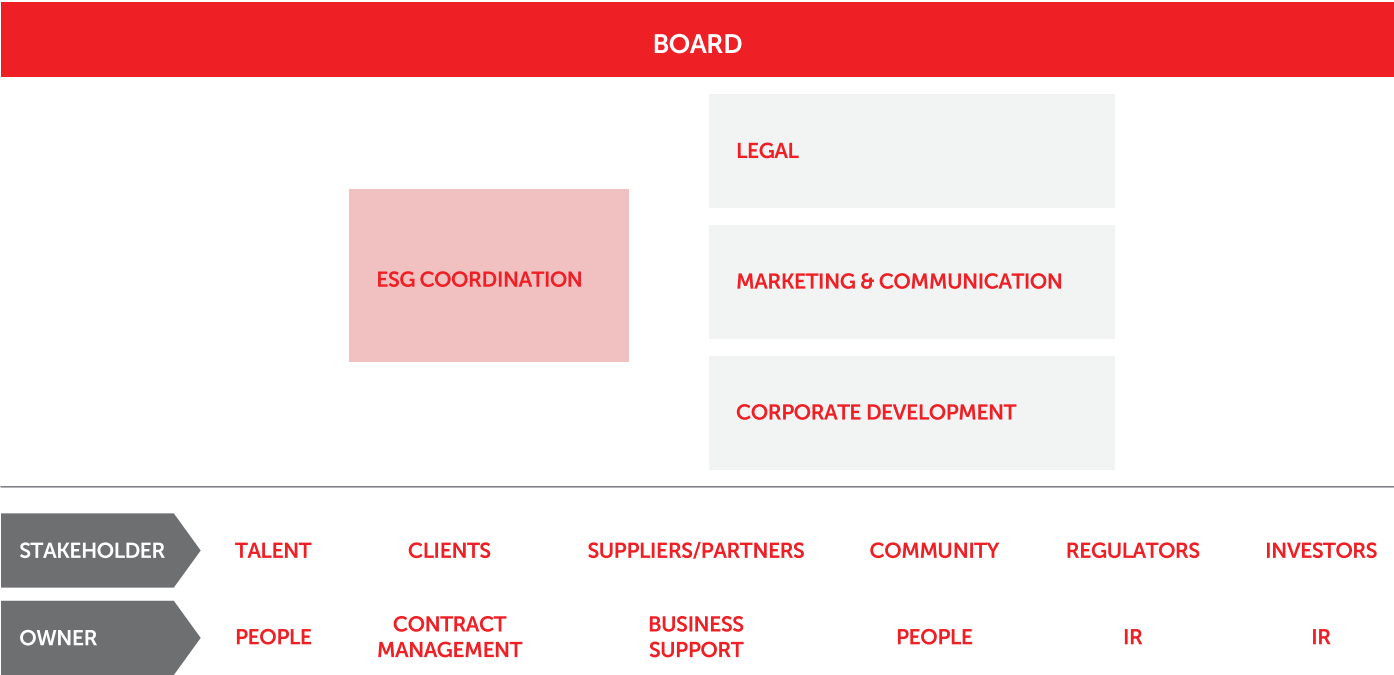 BOARD
LEGAL
ESG COORDINATION
MARKETING & COMMUNICATION
CORPORATE DEVELOPMENT
STAKEHOLDER TALENT CLIENTS SUPPLIERS/PARTNERS COMMUNITY REGULATORS INVESTORS
OWNER PEOPLE CONTRACT MANAGEMENT BUSINESS SUPPORT PEOPLE IR IR